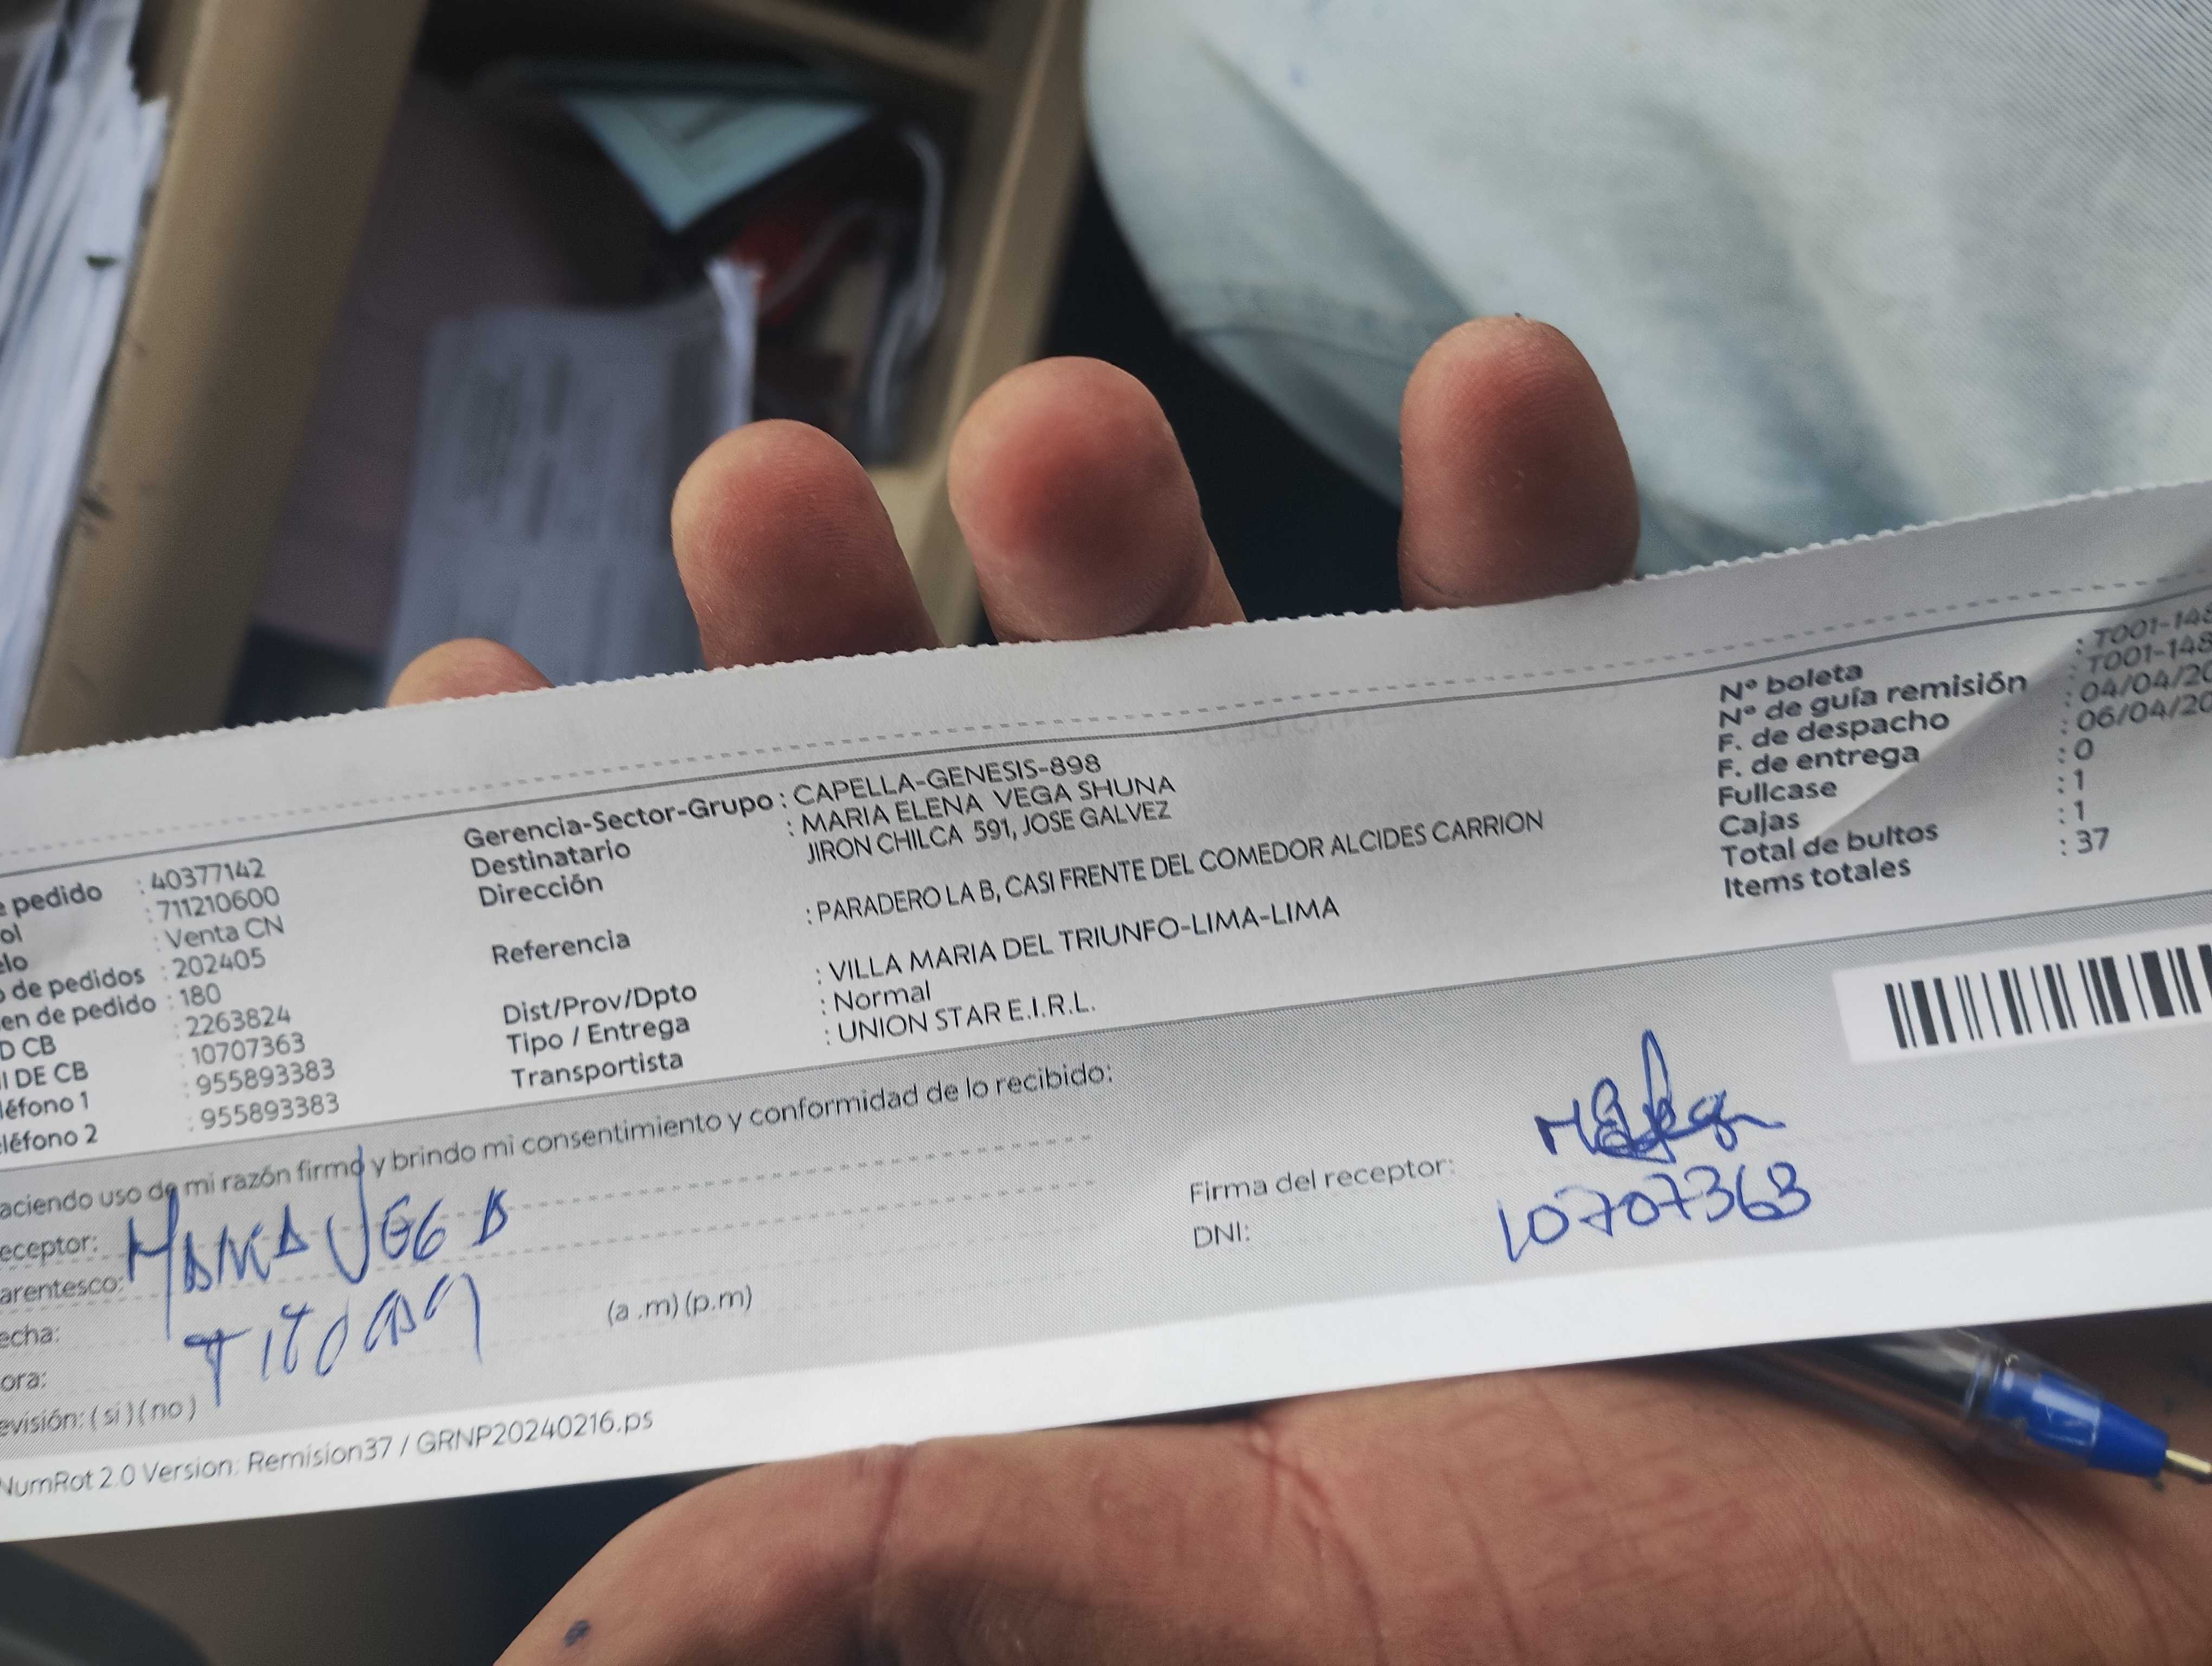 e pedido : 40377142
ol : 711210600
elo : Venta CN
o de pedidos : 202405
en de pedido : 180
D CB : 2263824
I DE CB : 10707363
léfono 1 : 955893383
eléfono 2 : 955893383
Gerencia-Sector-Grupo : CAPELLA-GENESIS-898
Destinatario : MARIA ELENA VEGA SHUNA
Dirección JIRON CHILCA 591, JOSE GALVEZ
Referencia : PARADERO LA B, CASI FRENTE DEL COMEDOR ALCIDES CARRION
Dist/Prov/Dpto : VILLA MARIA DEL TRIUNFO-LIMA-LIMA
Tipo / Entrega : Normal
Transportista : UNION STAR E.I.R.L.
N° boleta : T001-148
N° de guía remisión : T001-148
F. de despacho : 04/04/20
F. de entrega : 06/04/20
Fullcase : 0
Cajas : 1
Total de bultos : 1
Items totales : 37
aciendo uso de mi razón firmo y brindo mi consentimiento y conformidad de lo recibido:
eceptor: VEGA
arentesco:
echa:
ora: (a .m) (p.m)
evisión: ( si ) ( no )
Firma del receptor:
DNI: 10707363
NumRot 2.0 Version: Remision37 / GRNP20240216.ps